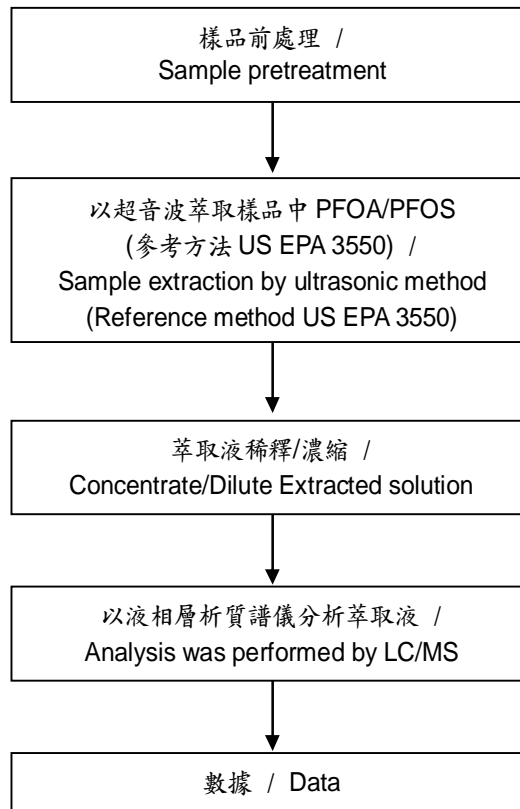 樣品前處理 /
Sample pretreatment
以超音波萃取樣品中 PFOA/PFOS
(參考方法 US EPA 3550) /
Sample extraction by ultrasonic method
(Reference method US EPA 3550)
萃取液稀釋/濃縮 /
Concentrate/Dilute Extracted solution
以液相層析質譜儀分析萃取液 /
Analysis was performed by LC/MS
數據 / Data